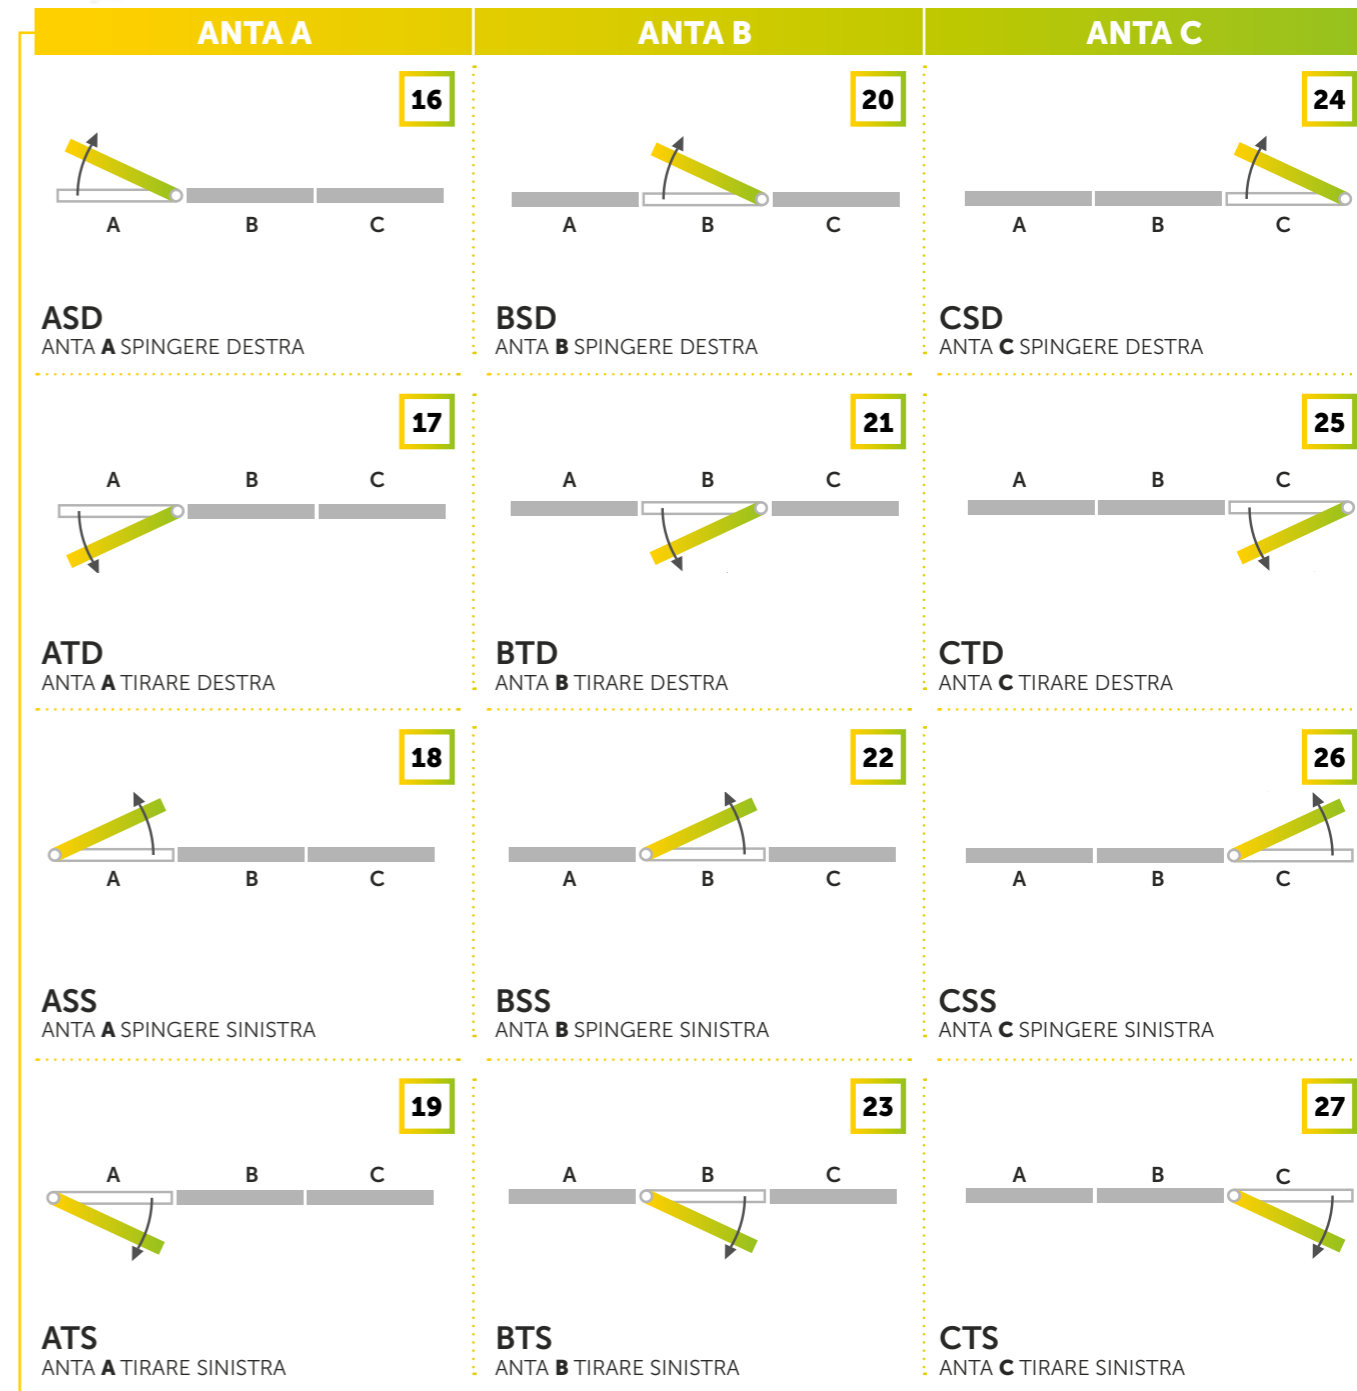 ANTA A
ANTA B
ANTA C
16
A B C
ASD
ANTA A SPINGERE DESTRA
20
A B C
BSD
ANTA B SPINGERE DESTRA
24
A B C
CSD
ANTA C SPINGERE DESTRA
17
A B C
ATD
ANTA A TIRARE DESTRA
21
A B C
BTD
ANTA B TIRARE DESTRA
25
A B C
CTD
ANTA C TIRARE DESTRA
18
A B C
ASS
ANTA A SPINGERE SINISTRA
22
A B C
BSS
ANTA B SPINGERE SINISTRA
26
A B C
CSS
ANTA C SPINGERE SINISTRA
19
A B C
ATS
ANTA A TIRARE SINISTRA
23
A B C
BTS
ANTA B TIRARE SINISTRA
27
A B C
CTS
ANTA C TIRARE SINISTRA